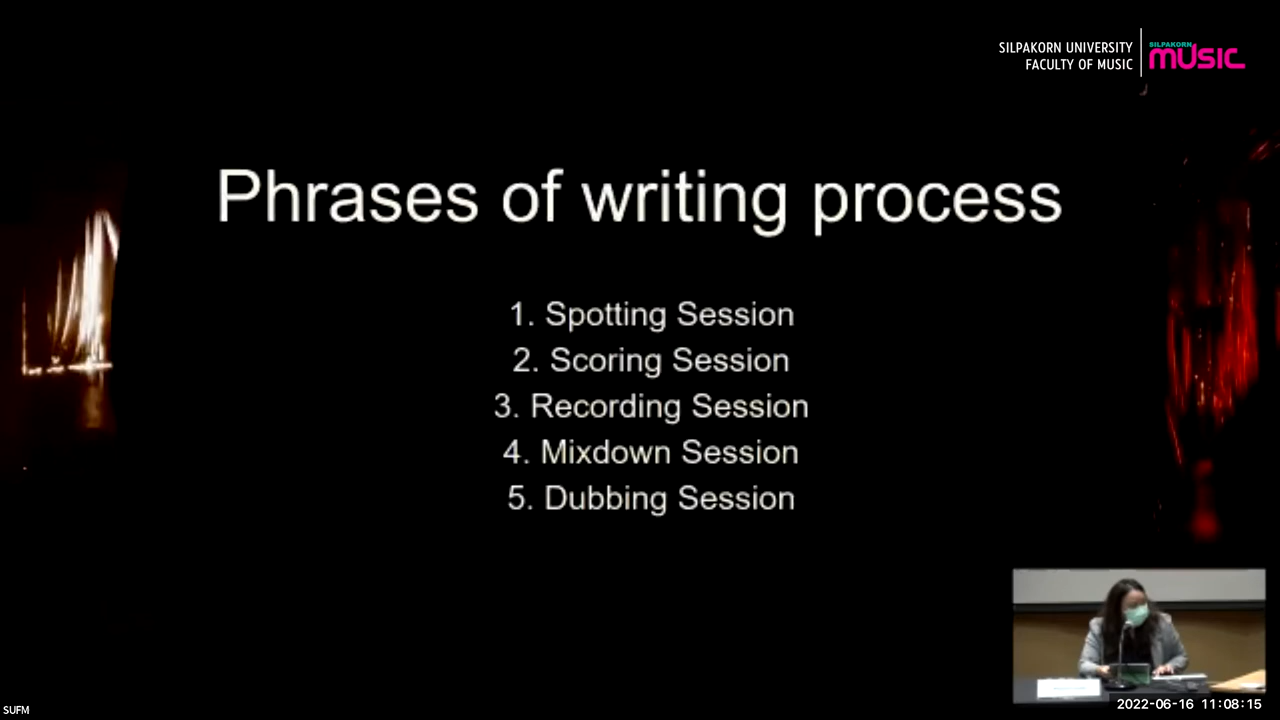 SILPAKORN UNIVERSITY
FACULTY OF MUSIC
SILPAKORN
MUSIC
Phrases of writing process
1. Spotting Session
2. Scoring Session
3. Recording Session
4. Mixdown Session
5. Dubbing Session
2022-06-16 11:08:15
SUFM